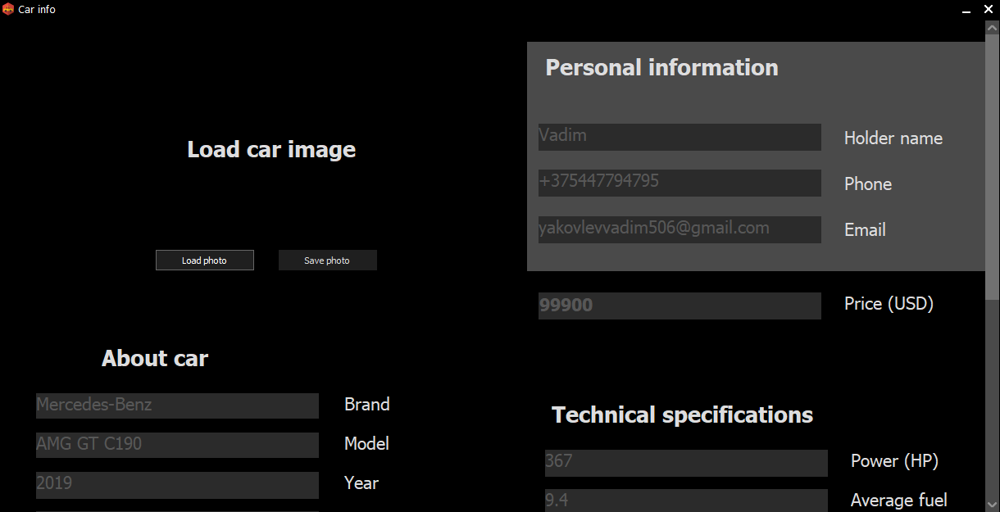 Car info
Load car image
Load photo
Save photo
Personal information
Vadim
Holder name
+375447794795
Phone
yakovlevvadim506@gmail.com
Email
99900
Price (USD)
About car
Mercedes-Benz
Brand
AMG GT C190
Model
2019
Year
Technical specifications
367
Power (HP)
9.4
Average fuel